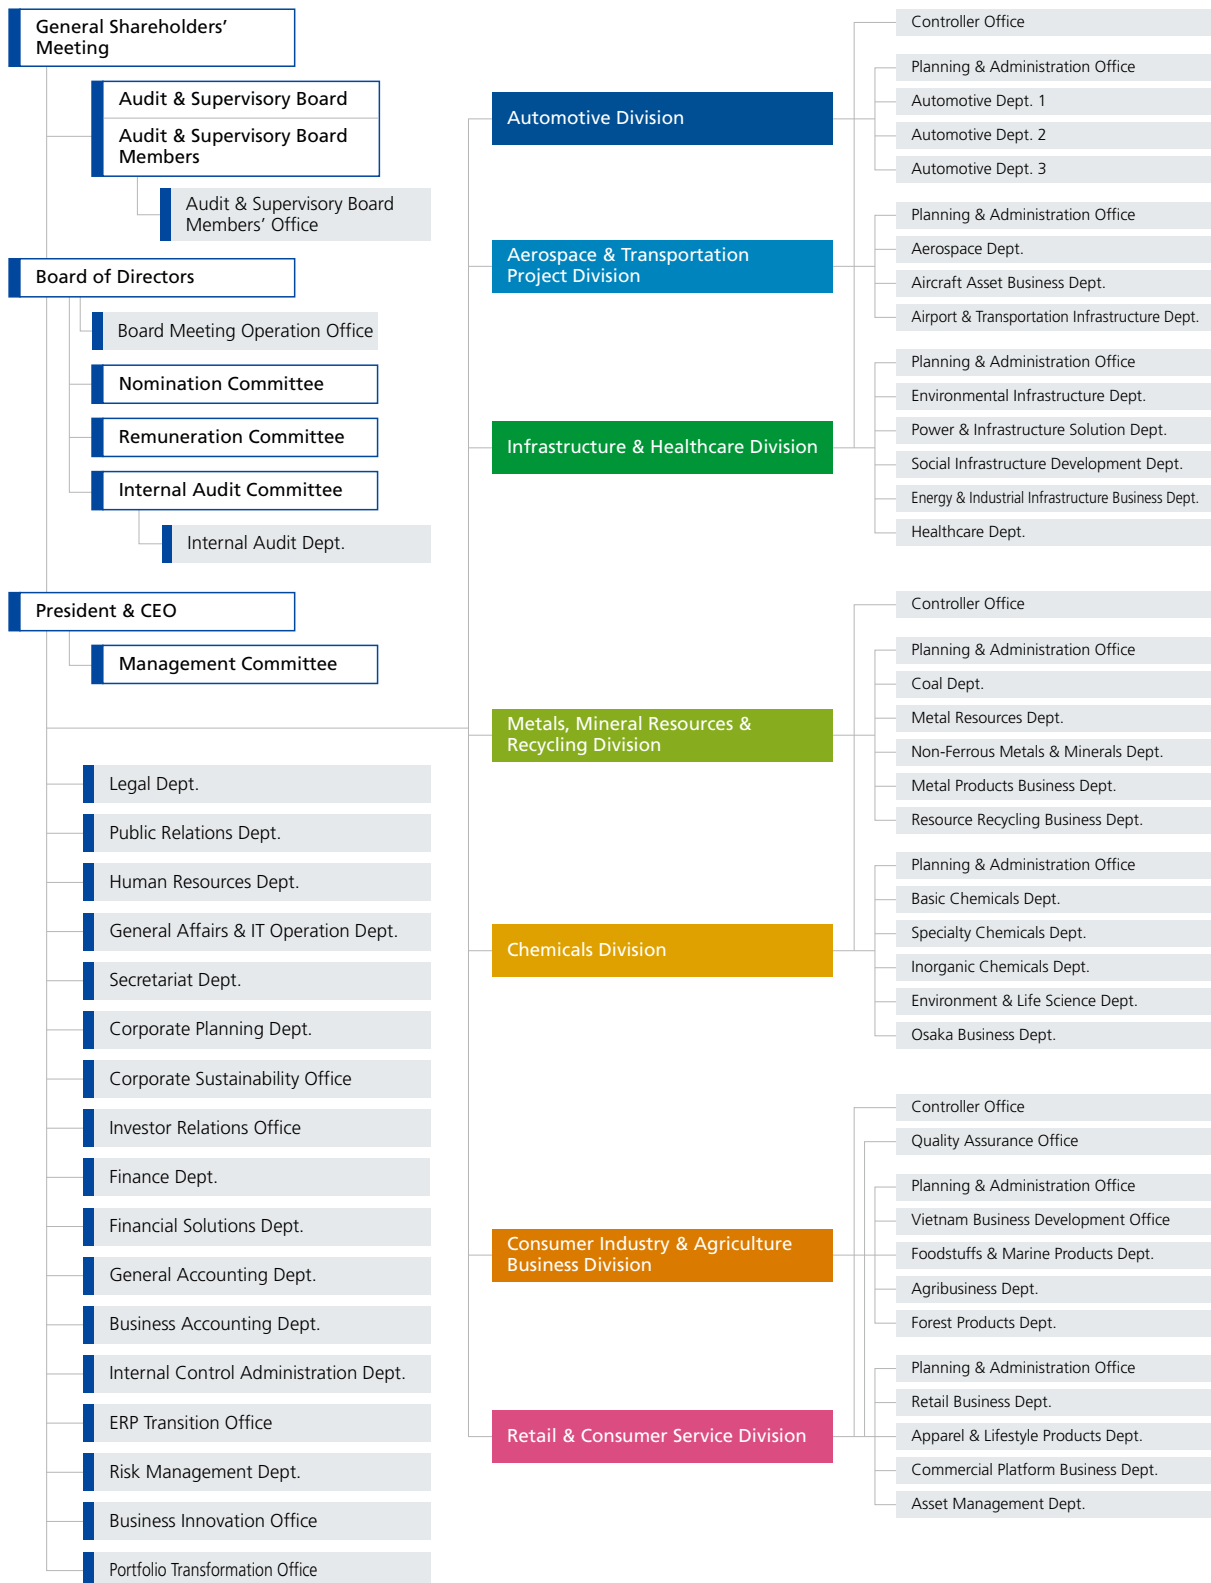 General Shareholders’
Meeting
Audit & Supervisory Board
Audit & Supervisory Board
Members
Audit & Supervisory Board
Members’ Office
Board of Directors
Board Meeting Operation Office
Nomination Committee
Remuneration Committee
Internal Audit Committee
Internal Audit Dept.
President & CEO
Management Committee
Legal Dept.
Public Relations Dept.
Human Resources Dept.
General Affairs & IT Operation Dept.
Secretariat Dept.
Corporate Planning Dept.
Corporate Sustainability Office
Investor Relations Office
Finance Dept.
Financial Solutions Dept.
General Accounting Dept.
Business Accounting Dept.
Internal Control Administration Dept.
ERP Transition Office
Risk Management Dept.
Business Innovation Office
Portfolio Transformation Office
Automotive Division
Controller Office
Planning & Administration Office
Automotive Dept. 1
Automotive Dept. 2
Automotive Dept. 3
Aerospace & Transportation
Project Division
Planning & Administration Office
Aerospace Dept.
Aircraft Asset Business Dept.
Airport & Transportation Infrastructure Dept.
Infrastructure & Healthcare Division
Planning & Administration Office
Environmental Infrastructure Dept.
Power & Infrastructure Solution Dept.
Social Infrastructure Development Dept.
Energy & Industrial Infrastructure Business Dept.
Healthcare Dept.
Metals, Mineral Resources &
Recycling Division
Controller Office
Planning & Administration Office
Coal Dept.
Metal Resources Dept.
Non-Ferrous Metals & Minerals Dept.
Metal Products Business Dept.
Resource Recycling Business Dept.
Chemicals Division
Planning & Administration Office
Basic Chemicals Dept.
Specialty Chemicals Dept.
Inorganic Chemicals Dept.
Environment & Life Science Dept.
Osaka Business Dept.
Consumer Industry & Agriculture
Business Division
Controller Office
Quality Assurance Office
Planning & Administration Office
Vietnam Business Development Office
Foodstuffs & Marine Products Dept.
Agribusiness Dept.
Forest Products Dept.
Retail & Consumer Service Division
Planning & Administration Office
Retail Business Dept.
Apparel & Lifestyle Products Dept.
Commercial Platform Business Dept.
Asset Management Dept.